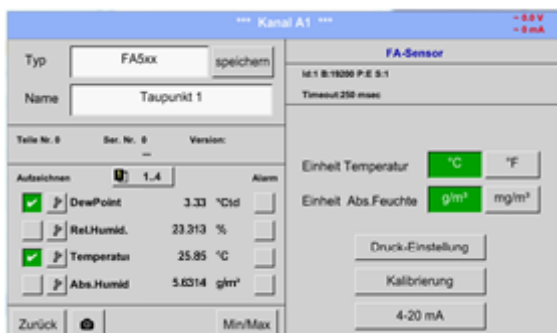 *** Kanal A1 ***
~ 0.0 V
~ 0 mA
Typ FA5xx speichern
Name Taupunkt 1
Teile Nr. 0 Ser. Nr. 0 Version:
---
Aufzeichnen 1..4 Alarm
DewPoint 3.33 °Ctd
Rel.Humid. 23.313 %
Temperatur 25.85 °C
Abs.Humid 5.6314 g/m³
Zurück Min/Max
FA-Sensor
Id:1 B:19200 P:E S:1
Timeout:250 msec
Einheit Temperatur °C °F
Einheit Abs.Feuchte g/m³ mg/m³
Druck-Einstellung
Kalibrierung
4-20 mA